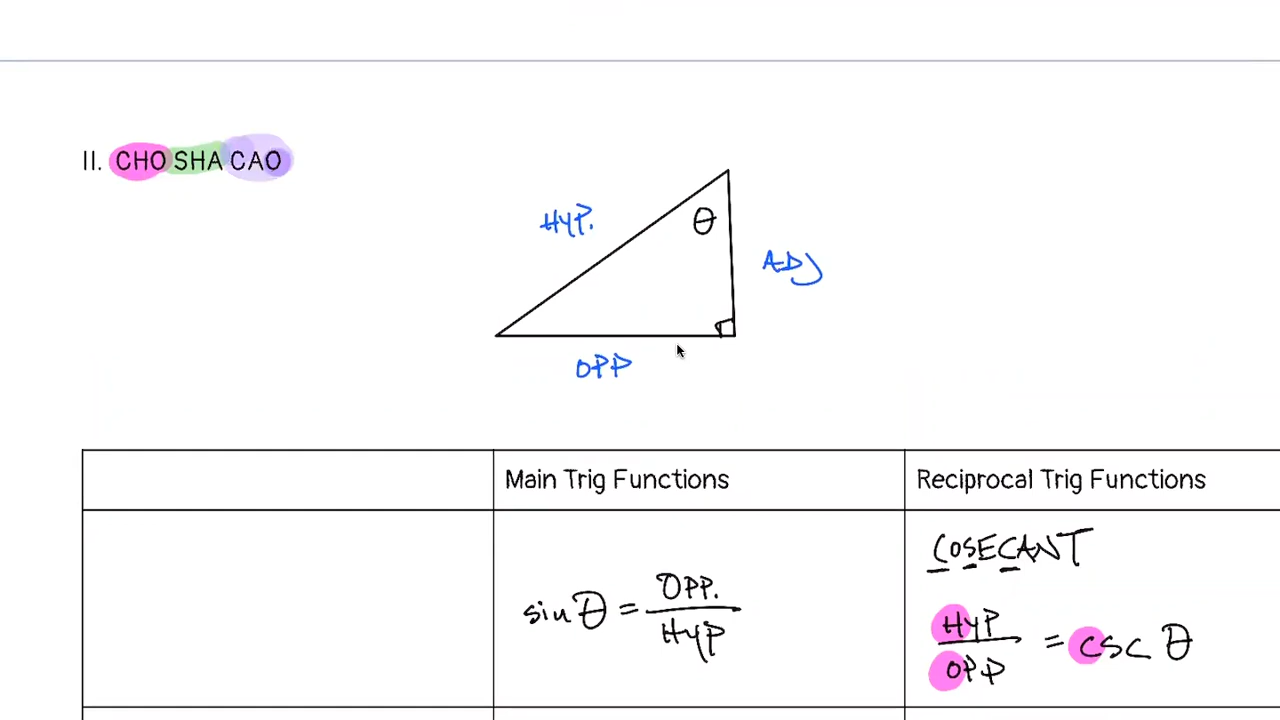 II. CHO SHA CAO
HYP.
θ
ADJ
OPP
Main Trig Functions
Reciprocal Trig Functions
COSECANT
sin θ = OPP. / HYP
HYP / OPP = csc θ